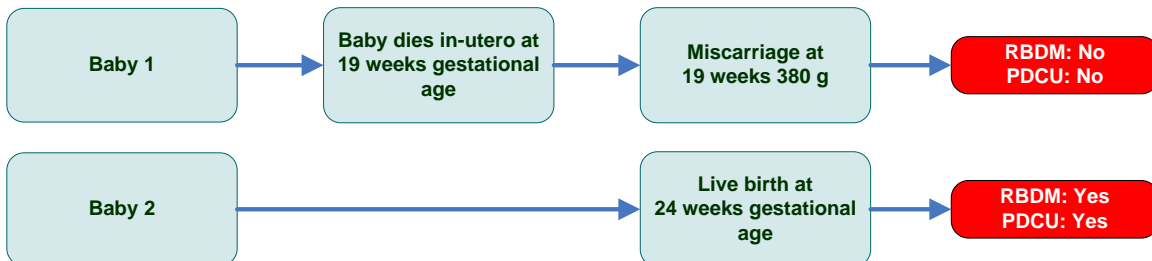 Baby 1
Baby dies in-utero at
19 weeks gestational
age
Miscarriage at
19 weeks 380 g
RBDM: No
PDCU: No
Baby 2
Live birth at
24 weeks gestational
age
RBDM: Yes
PDCU: Yes